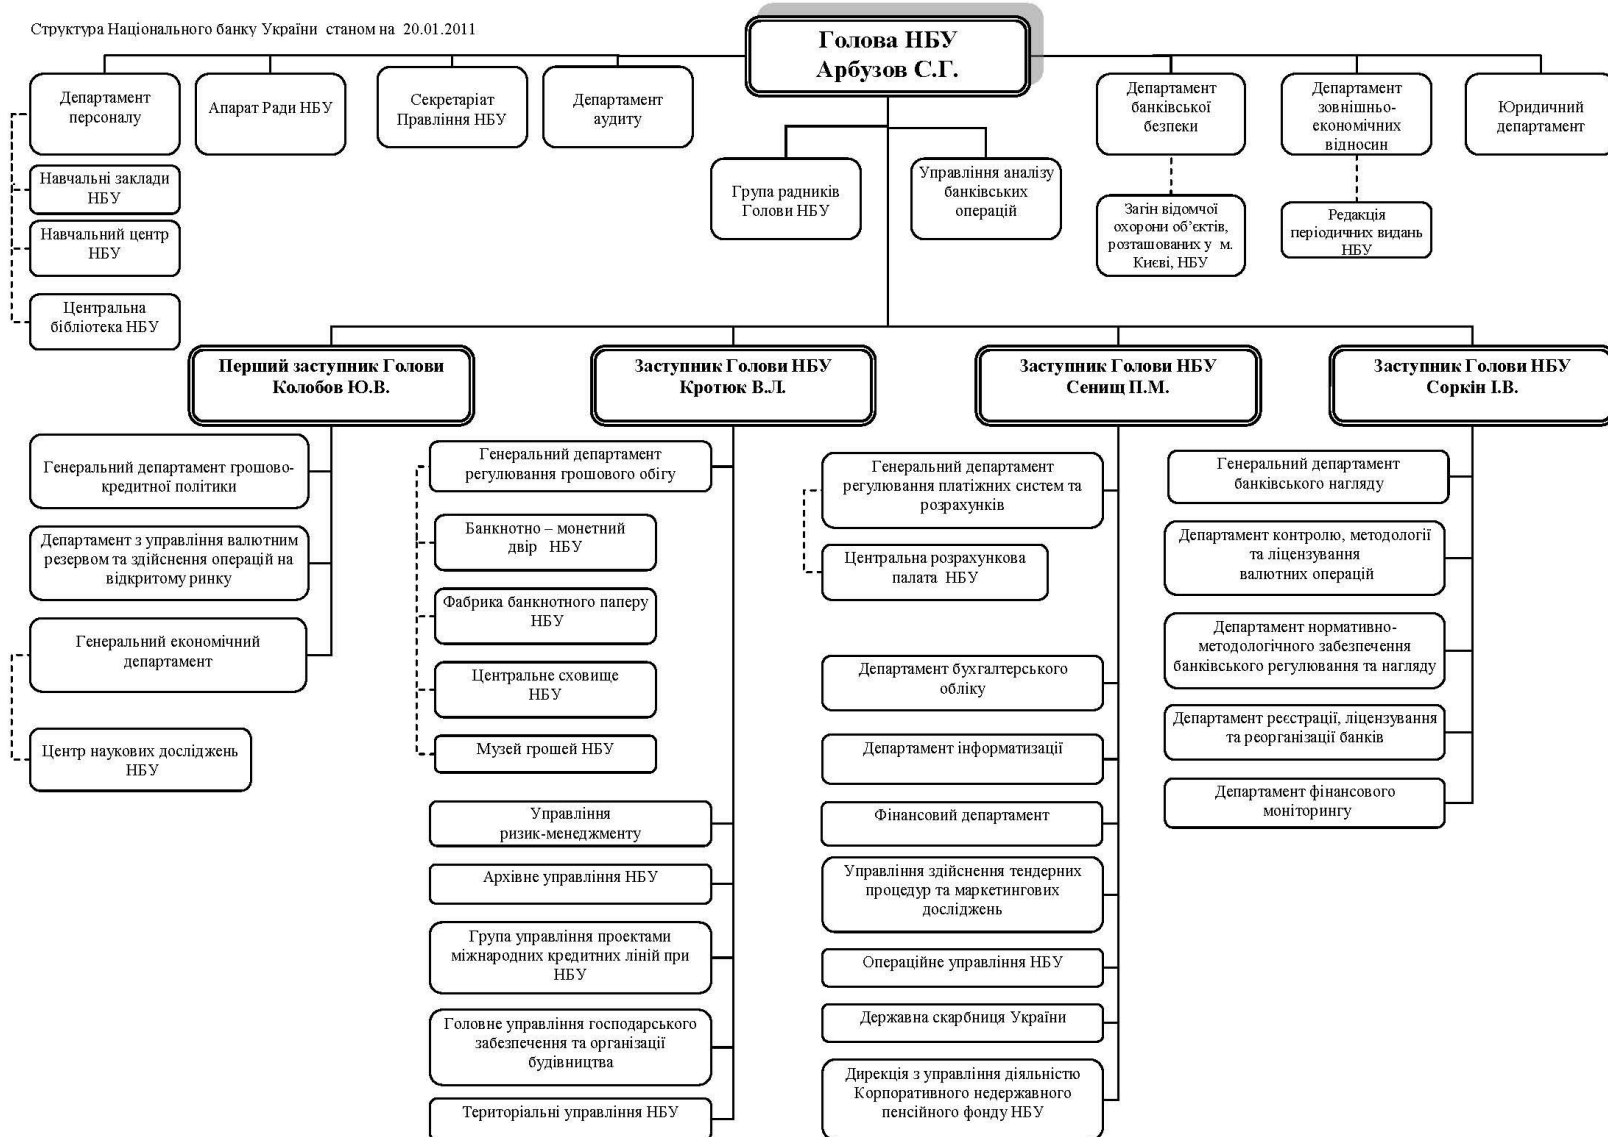 Структура Національного банку України станом на 20.01.2011
Голова НБУ
Арбузов С.Г.
Департамент
персоналу
Апарат Ради НБУ
Секретаріат
Правління НБУ
Департамент
аудиту
Департамент
банківської
безпеки
Департамент
зовнішньо-
економічних
відносин
Юридичний
департамент
Навчальні заклади
НБУ
Навчальний центр
НБУ
Центральна
бібліотека НБУ
Група радників
Голови НБУ
Управління аналізу
банківських
операцій
Загін відомчої
охорони об’єктів,
розташованих у м.
Києві, НБУ
Редакція
періодичних видань
НБУ
Перший заступник Голови
Колобов Ю.В.
Заступник Голови НБУ
Кротюк В.Л.
Заступник Голови НБУ
Сенищ П.М.
Заступник Голови НБУ
Соркін І.В.
Генеральний департамент грошово-
кредитної політики
Департамент з управління валютним
резервом та здійснення операцій на
відкритому ринку
Генеральний економічний
департамент
Центр наукових досліджень
НБУ
Генеральний департамент
регулювання грошового обігу
Банкнотно – монетний
двір НБУ
Фабрика банкнотного паперу
НБУ
Центральне сховище
НБУ
Музей грошей НБУ
Управління
ризик-менеджменту
Архівне управління НБУ
Група управління проектами
міжнародних кредитних ліній при
НБУ
Головне управління господарського
забезпечення та організації
будівництва
Територіальні управління НБУ
Генеральний департамент
регулювання платіжних систем та
розрахунків
Центральна розрахункова
палата НБУ
Департамент бухгалтерського
обліку
Департамент інформатизації
Фінансовий департамент
Управління здійснення тендерних
процедур та маркетингових
досліджень
Операційне управління НБУ
Державна скарбниця України
Дирекція з управління діяльністю
Корпоративного недержавного
пенсійного фонду НБУ
Генеральний департамент
банківського нагляду
Департамент контролю, методології
та ліцензування
валютних операцій
Департамент нормативно-
методологічного забезпечення
банківського регулювання та нагляду
Департамент реєстрації, ліцензування
та реорганізації банків
Департамент фінансового
моніторингу